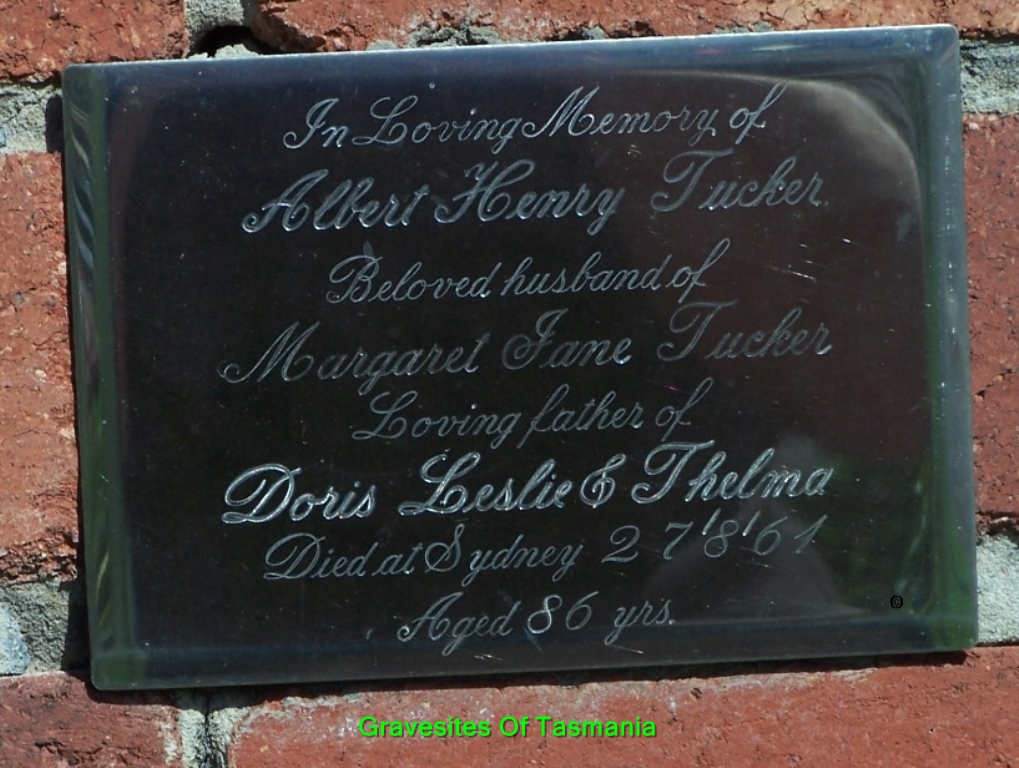 In Loving Memory of
Albert Henry Tucker
Beloved husband of
Margaret Jane Tucker
Loving father of
Doris Leslie & Thelma
Died at Sydney 27'8'61
Aged 86 yrs.
©
Gravesites Of Tasmania